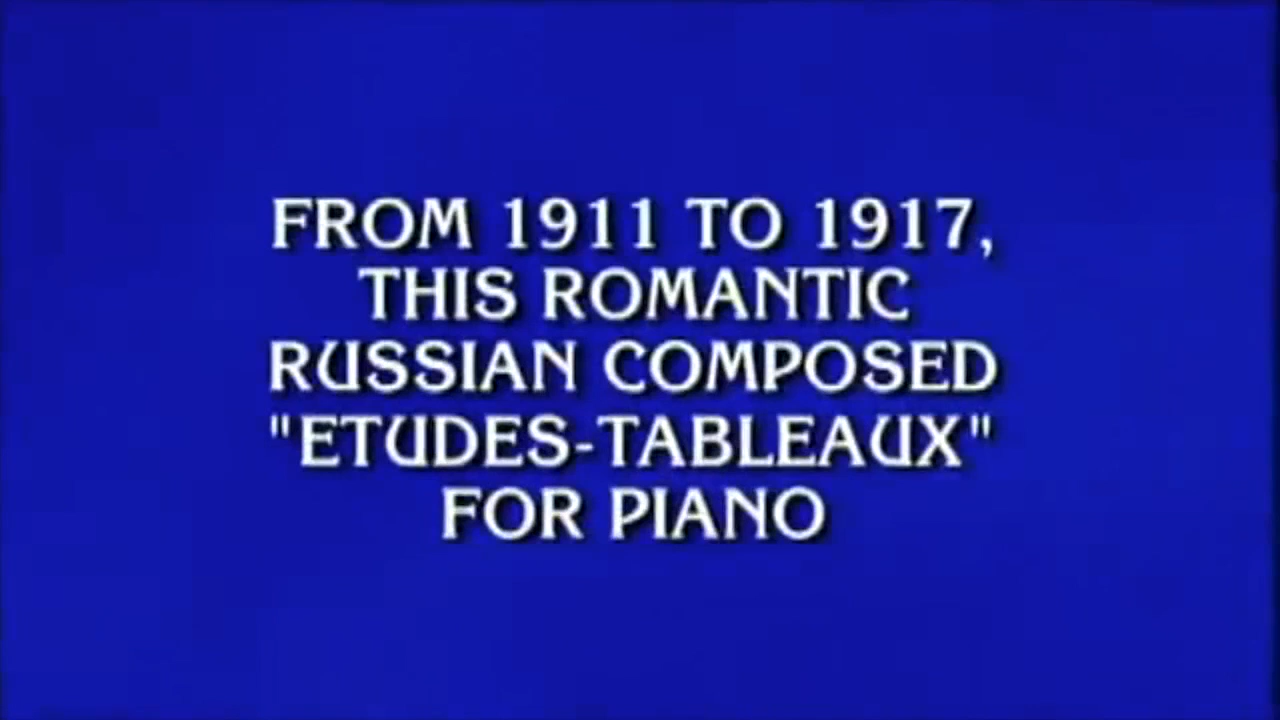 FROM 1911 TO 1917,
THIS ROMANTIC
RUSSIAN COMPOSED
"ETUDES-TABLEAUX"
FOR PIANO